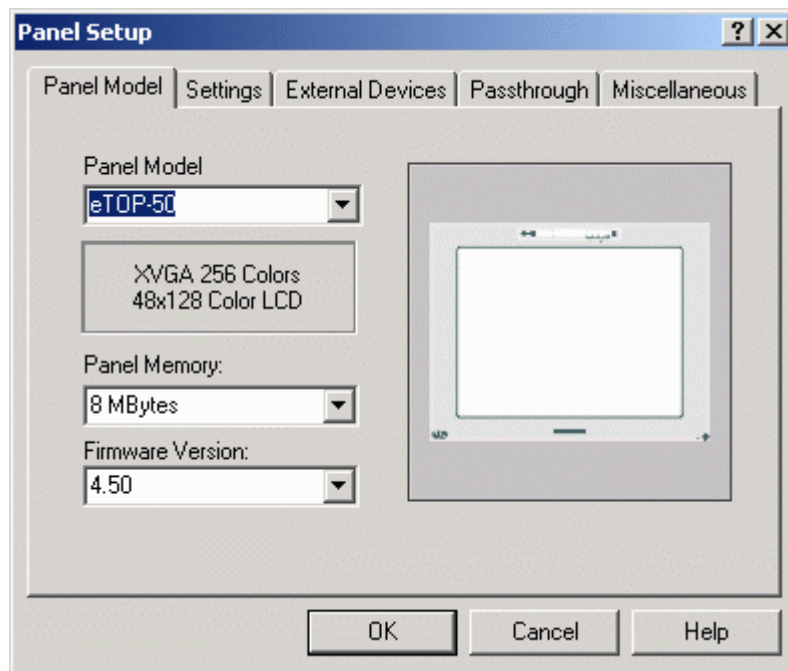 Panel Setup
Panel Model
Settings
External Devices
Passthrough
Miscellaneous
Panel Model
eTOP-50
XVGA 256 Colors
48x128 Color LCD
Panel Memory:
8 MBytes
Firmware Version:
4.50
OK
Cancel
Help